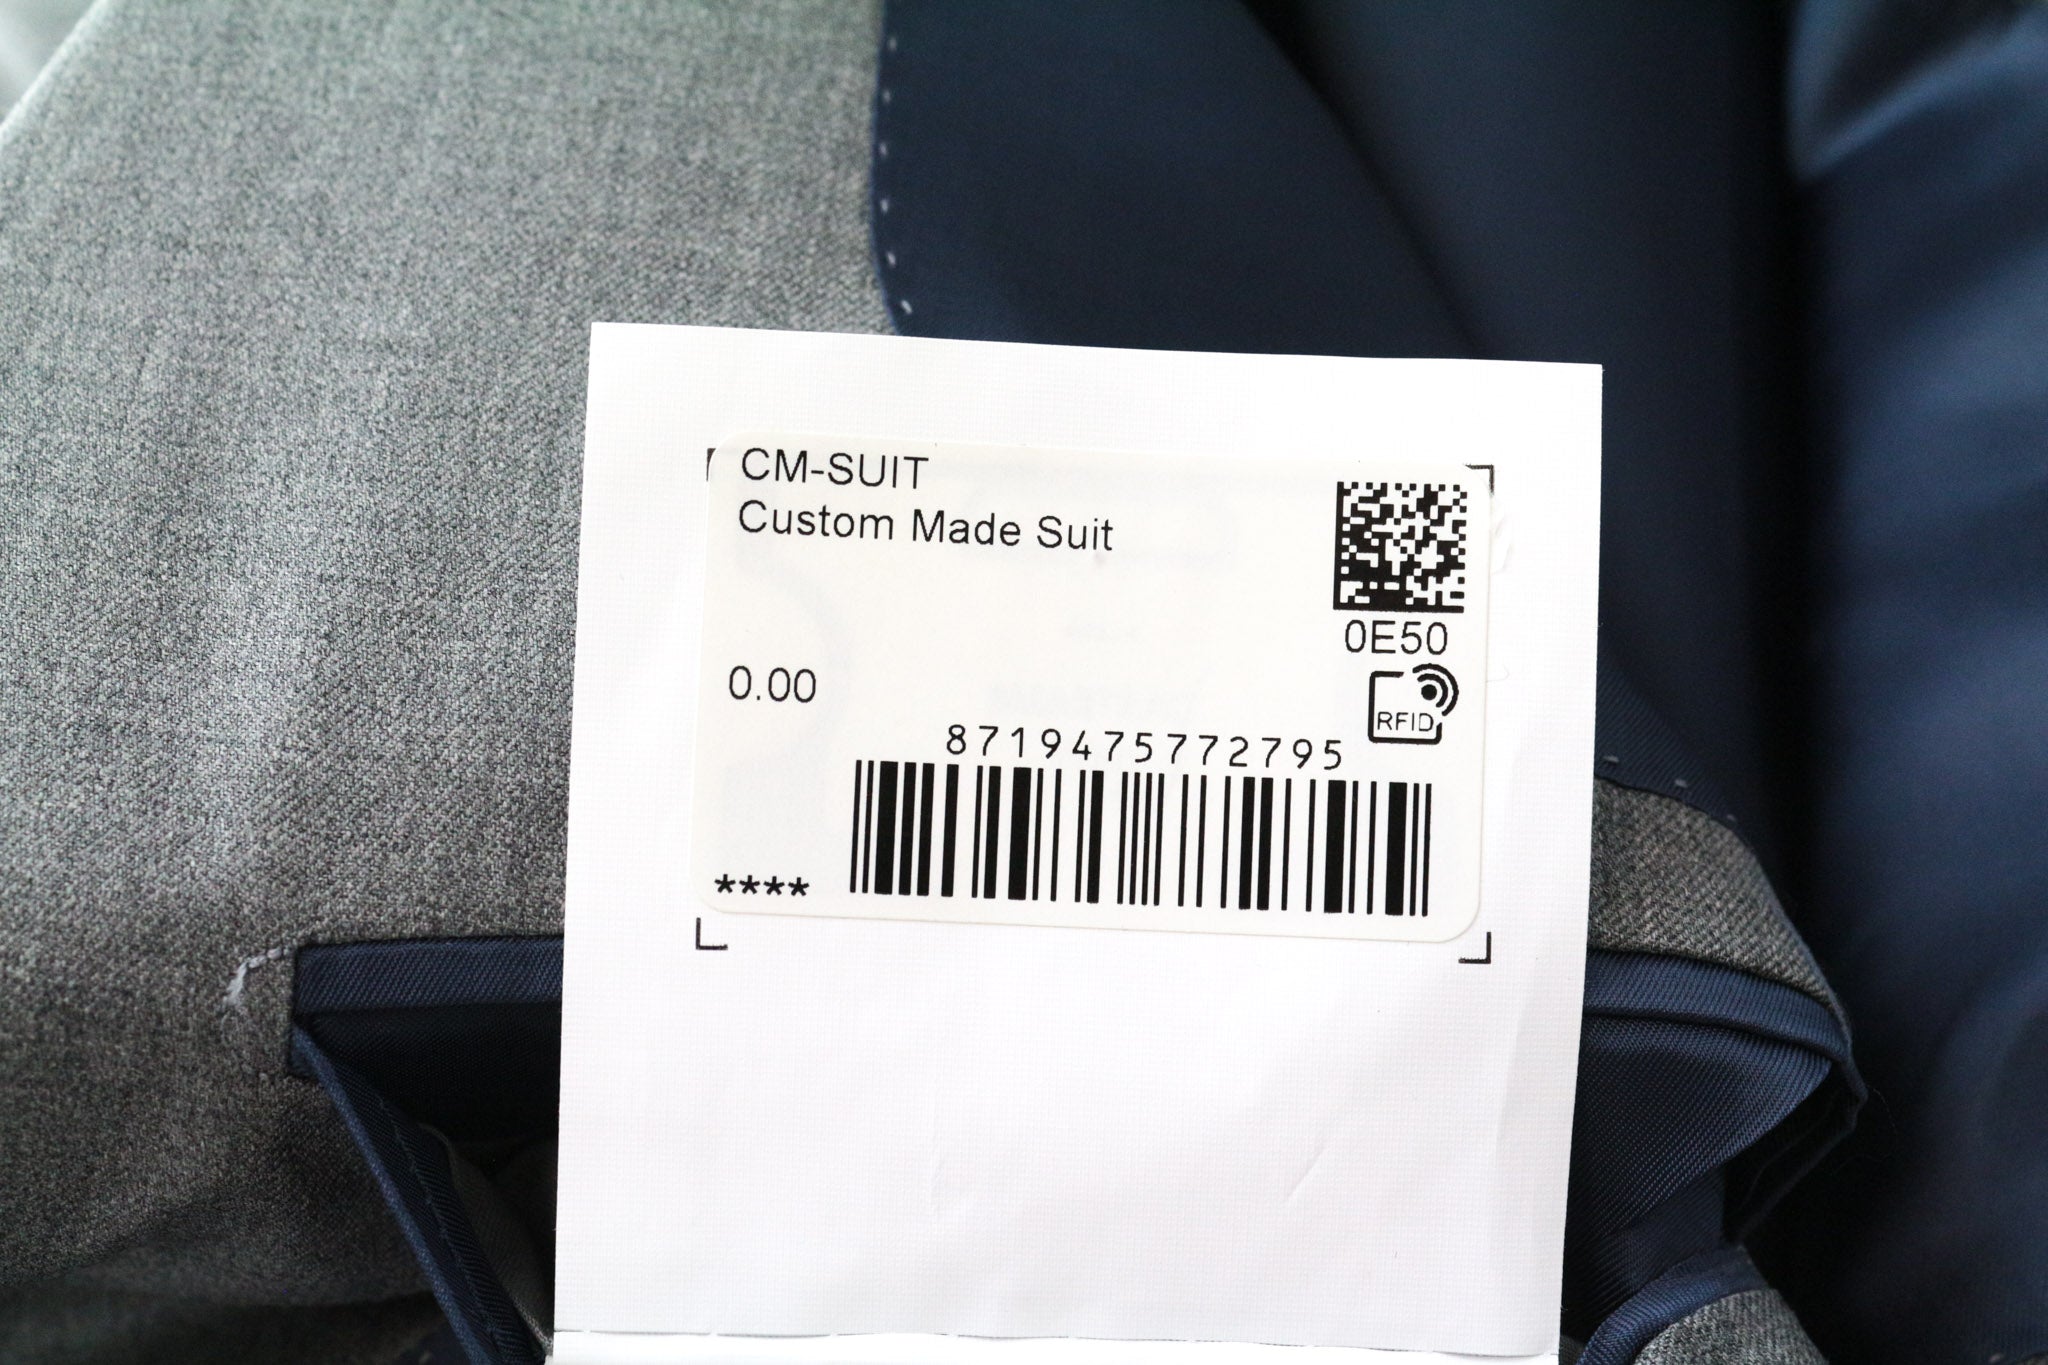 CM-SUIT
Custom Made Suit
0E50
0.00
RFID
8719475772795
****